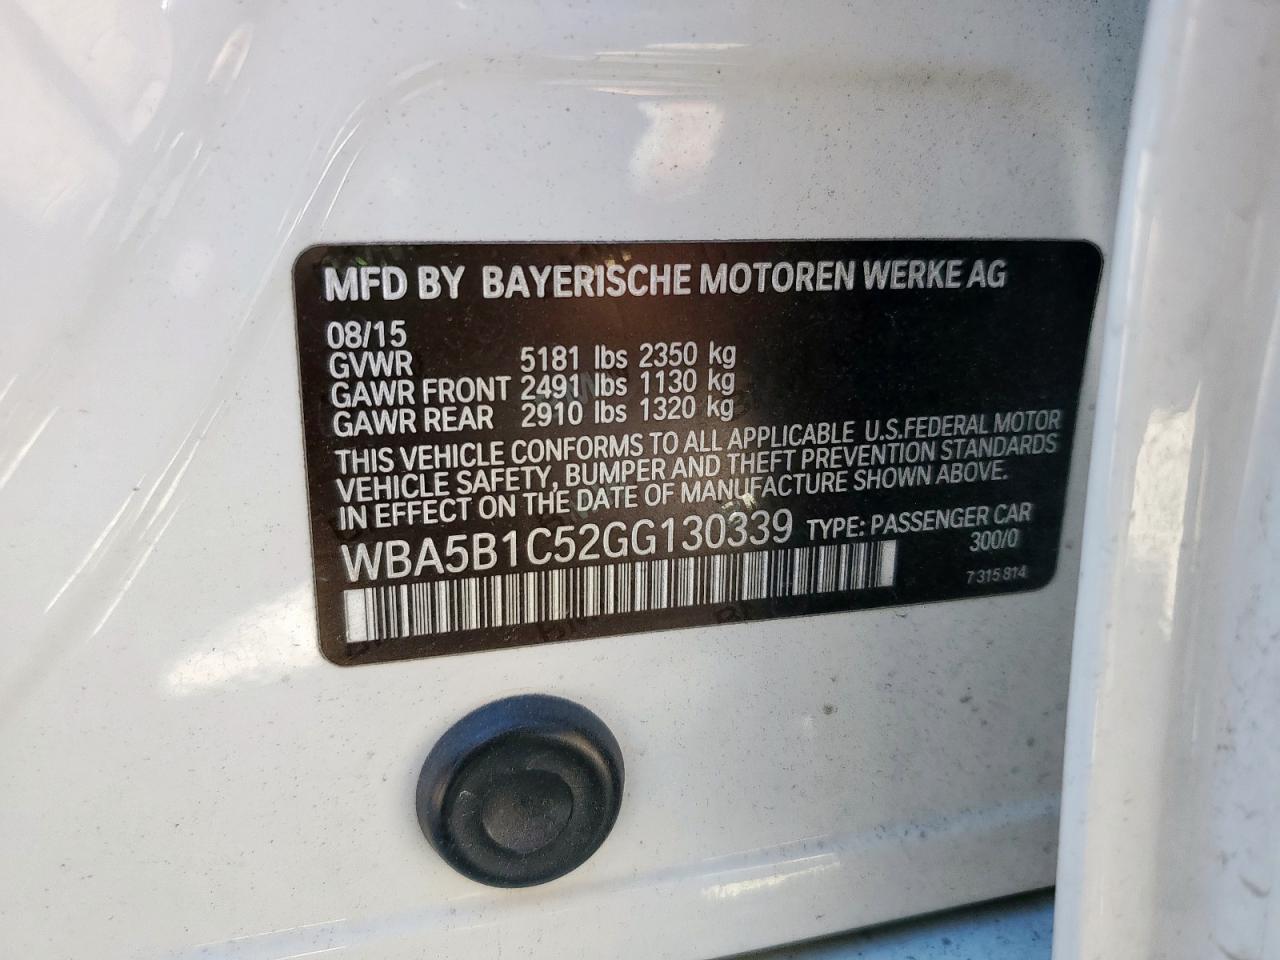 MFD BY BAYERISCHE MOTOREN WERKE AG
08/15
GVWR 5181 lbs 2350 kg
GAWR FRONT 2491 lbs 1130 kg
GAWR REAR 2910 lbs 1320 kg
THIS VEHICLE CONFORMS TO ALL APPLICABLE U.S.FEDERAL MOTOR
VEHICLE SAFETY, BUMPER AND THEFT PREVENTION STANDARDS
IN EFFECT ON THE DATE OF MANUFACTURE SHOWN ABOVE.
WBA5B1C52GG130339 TYPE: PASSENGER CAR
300/0
7 315 814